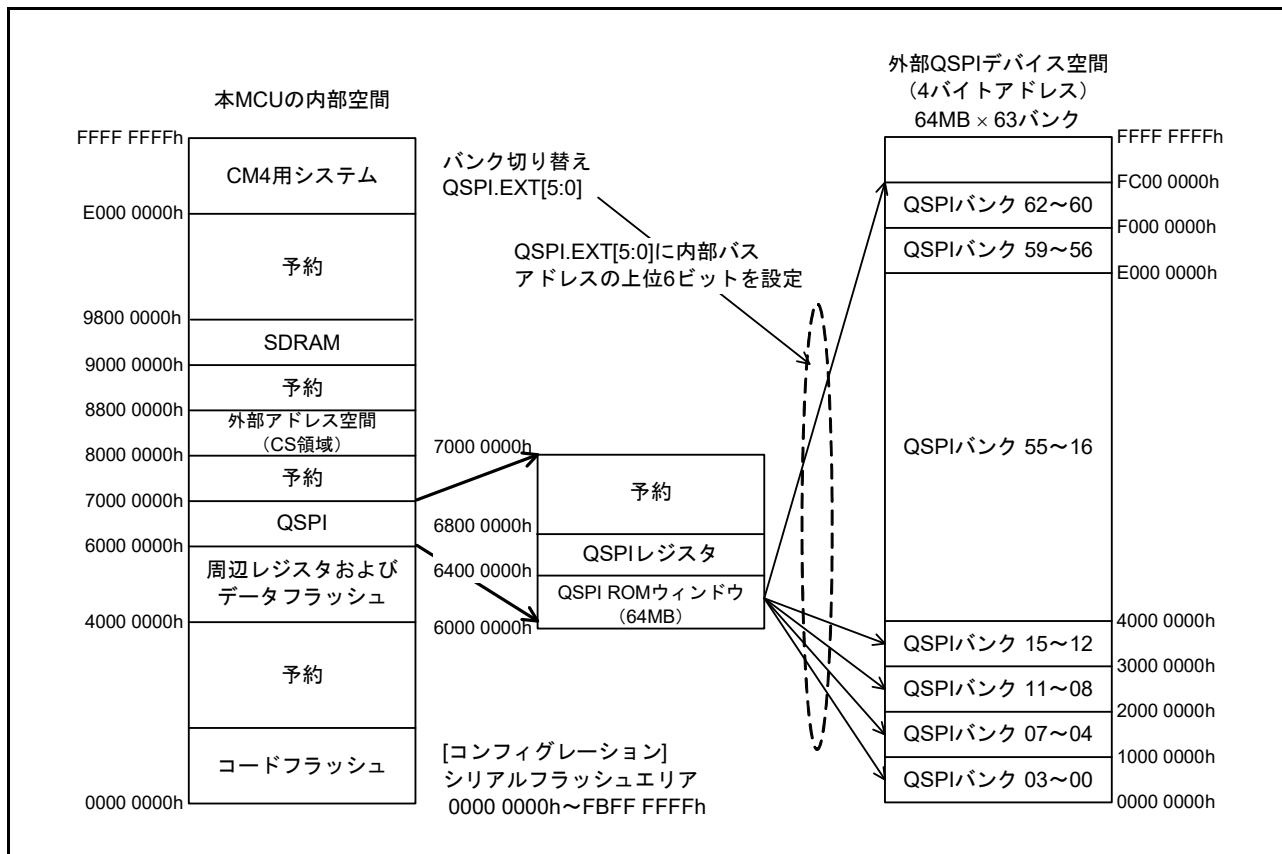 本MCUの内部空間
FFFF FFFFh
CM4用システム
E000 0000h
予約
9800 0000h
SDRAM
9000 0000h
予約
8800 0000h
外部アドレス空間
(CS領域)
8000 0000h
予約
7000 0000h
QSPI
6000 0000h
周辺レジスタおよび
データフラッシュ
4000 0000h
予約
コードフラッシュ
0000 0000h
バンク切り替え
QSPI.EXT[5:0]
QSPI.EXT[5:0]に内部バス
アドレスの上位6ビットを設定
7000 0000h
予約
6800 0000h
QSPIレジスタ
6400 0000h
QSPI ROMウィンドウ
(64MB)
6000 0000h
[コンフィグレーション]
シリアルフラッシュエリア
0000 0000h～FBFF FFFFh
外部QSPIデバイス空間
（4バイトアドレス）
64MB × 63バンク
FFFF FFFFh
FC00 0000h
QSPIバンク 62～60
F000 0000h
QSPIバンク 59～56
E000 0000h
QSPIバンク 55～16
4000 0000h
QSPIバンク 15～12
3000 0000h
QSPIバンク 11～08
2000 0000h
QSPIバンク 07～04
1000 0000h
QSPIバンク 03～00
0000 0000h